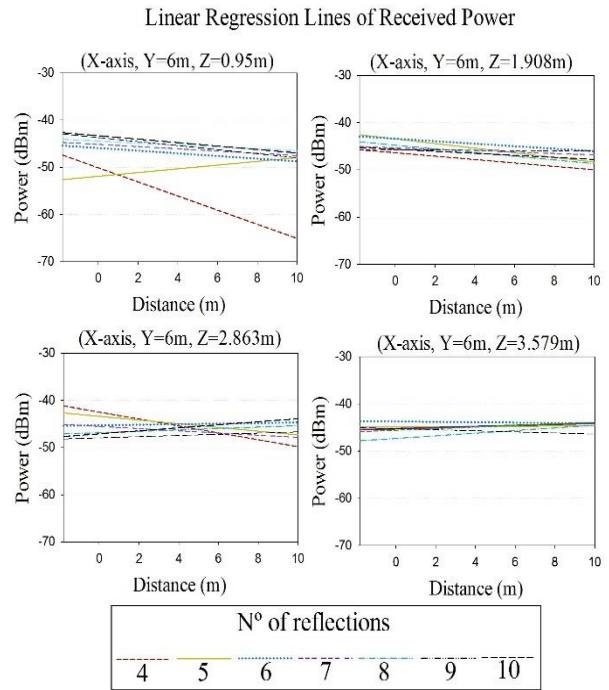 Linear Regression Lines of Received Power
(X-axis, Y=6m, Z=0.95m)
Power (dBm)
-30
-40
-50
-60
-70
0 2 4 6 8 10
Distance (m)
(X-axis, Y=6m, Z=1.908m)
Power (dBm)
-30
-40
-50
-60
-70
0 2 4 6 8 10
Distance (m)
(X-axis, Y=6m, Z=2.863m)
Power (dBm)
-30
-40
-50
-60
-70
0 2 4 6 8 10
Distance (m)
(X-axis, Y=6m, Z=3.579m)
Power (dBm)
-30
-40
-50
-60
-70
0 2 4 6 8 10
Distance (m)
Nº of reflections
4 5 6 7 8 9 10